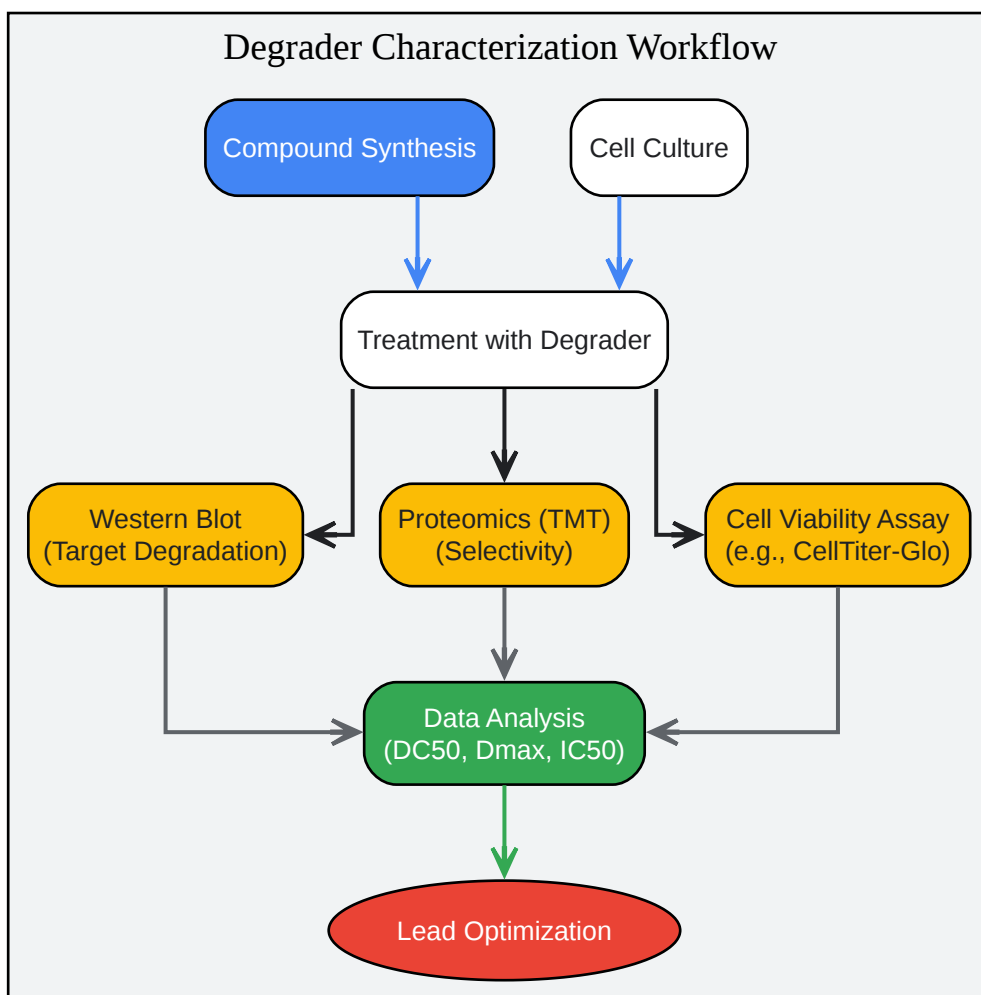 Degrader Characterization Workflow
Compound Synthesis
Cell Culture
Treatment with Degrader
Western Blot
(Target Degradation)
Proteomics (TMT)
(Selectivity)
Cell Viability Assay
(e.g., CellTiter-Glo)
Data Analysis
(DC50, Dmax, IC50)
Lead Optimization